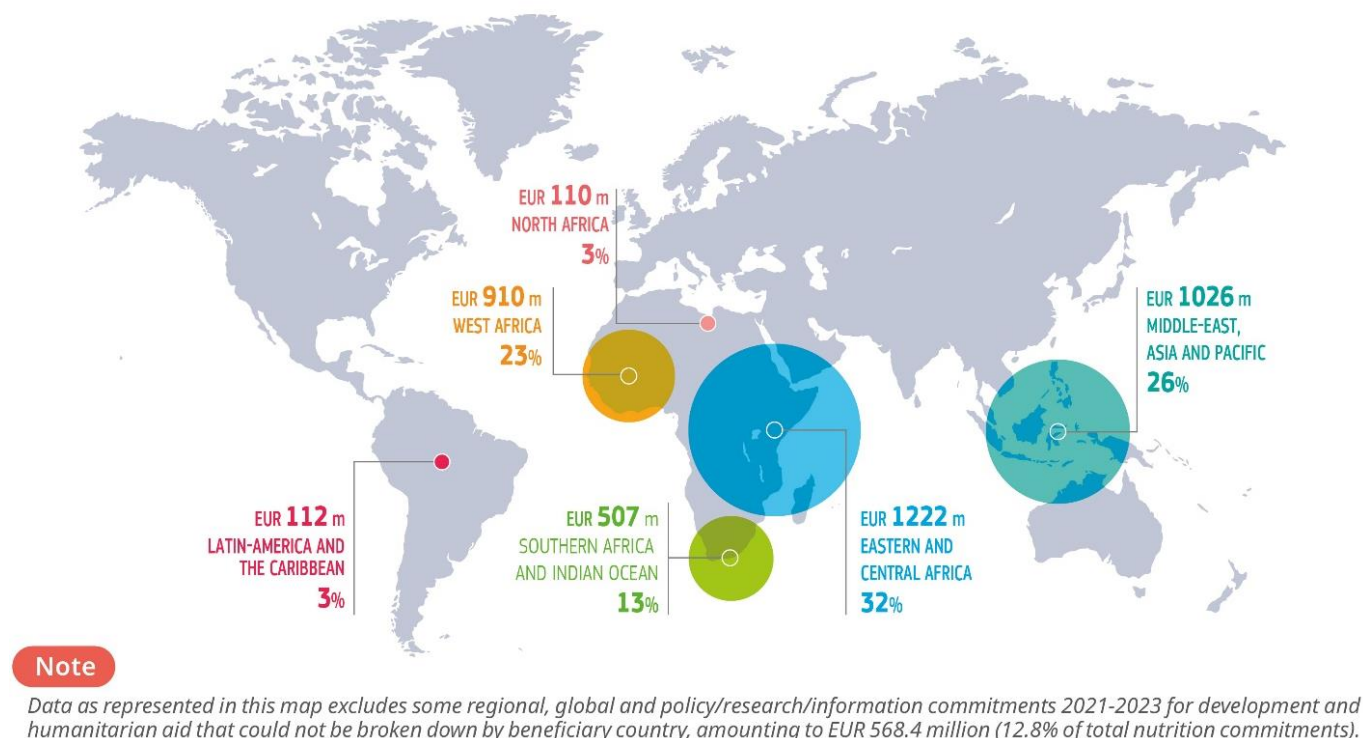 EUR 110 m
NORTH AFRICA
3%
EUR 910 m
WEST AFRICA
23%
EUR 1026 m
MIDDLE-EAST,
ASIA AND PACIFIC
26%
EUR 112 m
LATIN-AMERICA AND
THE CARIBBEAN
3%
EUR 507 m
SOUTHERN AFRICA
AND INDIAN OCEAN
13%
EUR 1222 m
EASTERN AND
CENTRAL AFRICA
32%
Note
Data as represented in this map excludes some regional, global and policy/research/information commitments 2021-2023 for development and
humanitarian aid that could not be broken down by beneficiary country, amounting to EUR 568.4 million (12.8% of total nutrition commitments).